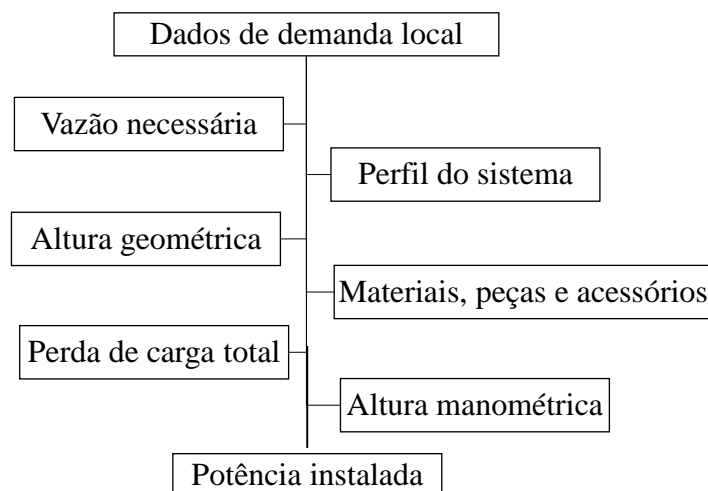 Dados de demanda local
Vazão necessária
Perfil do sistema
Altura geométrica
Materiais, peças e acessórios
Perda de carga total
Altura manométrica
Potência instalada